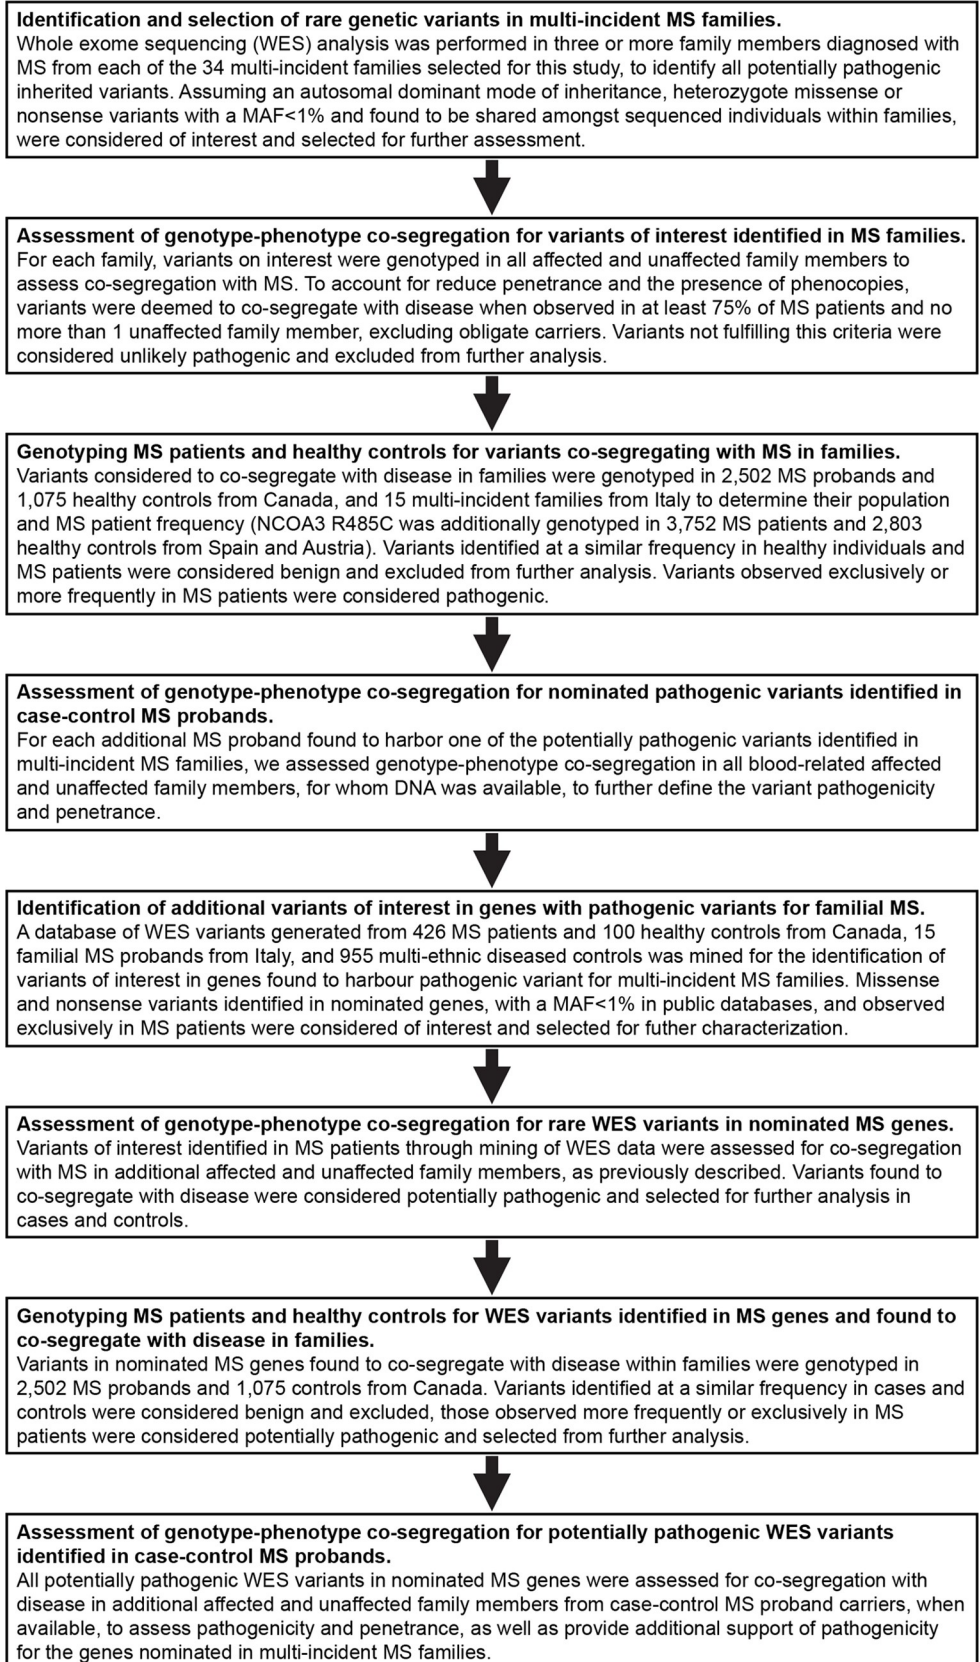 Identification and selection of rare genetic variants in multi-incident MS families.
Whole exome sequencing (WES) analysis was performed in three or more family members diagnosed with
MS from each of the 34 multi-incident families selected for this study, to identify all potentially pathogenic
inherited variants. Assuming an autosomal dominant mode of inheritance, heterozygote missense or
nonsense variants with a MAF<1% and found to be shared amongst sequenced individuals within families,
were considered of interest and selected for further assessment.
Assessment of genotype-phenotype co-segregation for variants of interest identified in MS families.
For each family, variants on interest were genotyped in all affected and unaffected family members to
assess co-segregation with MS. To account for reduce penetrance and the presence of phenocopies,
variants were deemed to co-segregate with disease when observed in at least 75% of MS patients and no
more than 1 unaffected family member, excluding obligate carriers. Variants not fulfilling this criteria were
considered unlikely pathogenic and excluded from further analysis.
Genotyping MS patients and healthy controls for variants co-segregating with MS in families.
Variants considered to co-segregate with disease in families were genotyped in 2,502 MS probands and
1,075 healthy controls from Canada, and 15 multi-incident families from Italy to determine their population
and MS patient frequency (NCOA3 R485C was additionally genotyped in 3,752 MS patients and 2,803
healthy controls from Spain and Austria). Variants identified at a similar frequency in healthy individuals and
MS patients were considered benign and excluded from further analysis. Variants observed exclusively or
more frequently in MS patients were considered pathogenic.
Assessment of genotype-phenotype co-segregation for nominated pathogenic variants identified in
case-control MS probands.
For each additional MS proband found to harbor one of the potentially pathogenic variants identified in
multi-incident MS families, we assessed genotype-phenotype co-segregation in all blood-related affected
and unaffected family members, for whom DNA was available, to further define the variant pathogenicity
and penetrance.
Identification of additional variants of interest in genes with pathogenic variants for familial MS.
A database of WES variants generated from 426 MS patients and 100 healthy controls from Canada, 15
familial MS probands from Italy, and 955 multi-ethnic diseased controls was mined for the identification of
variants of interest in genes found to harbour pathogenic variant for multi-incident MS families. Missense
and nonsense variants identified in nominated genes, with a MAF<1% in public databases, and observed
exclusively in MS patients were considered of interest and selected for futher characterization.
Assessment of genotype-phenotype co-segregation for rare WES variants in nominated MS genes.
Variants of interest identified in MS patients through mining of WES data were assessed for co-segregation
with MS in additional affected and unaffected family members, as previously described. Variants found to
co-segregate with disease were considered potentially pathogenic and selected for further analysis in
cases and controls.
Genotyping MS patients and healthy controls for WES variants identified in MS genes and found to
co-segregate with disease in families.
Variants in nominated MS genes found to co-segregate with disease within families were genotyped in
2,502 MS probands and 1,075 controls from Canada. Variants identified at a similar frequency in cases and
controls were considered benign and excluded, those observed more frequently or exclusively in MS
patients were considered potentially pathogenic and selected from further analysis.
Assessment of genotype-phenotype co-segregation for potentially pathogenic WES variants
identified in case-control MS probands.
All potentially pathogenic WES variants in nominated MS genes were assessed for co-segregation with
disease in additional affected and unaffected family members from case-control MS proband carriers, when
available, to assess pathogenicity and penetrance, as well as provide additional support of pathogenicity
for the genes nominated in multi-incident MS families.